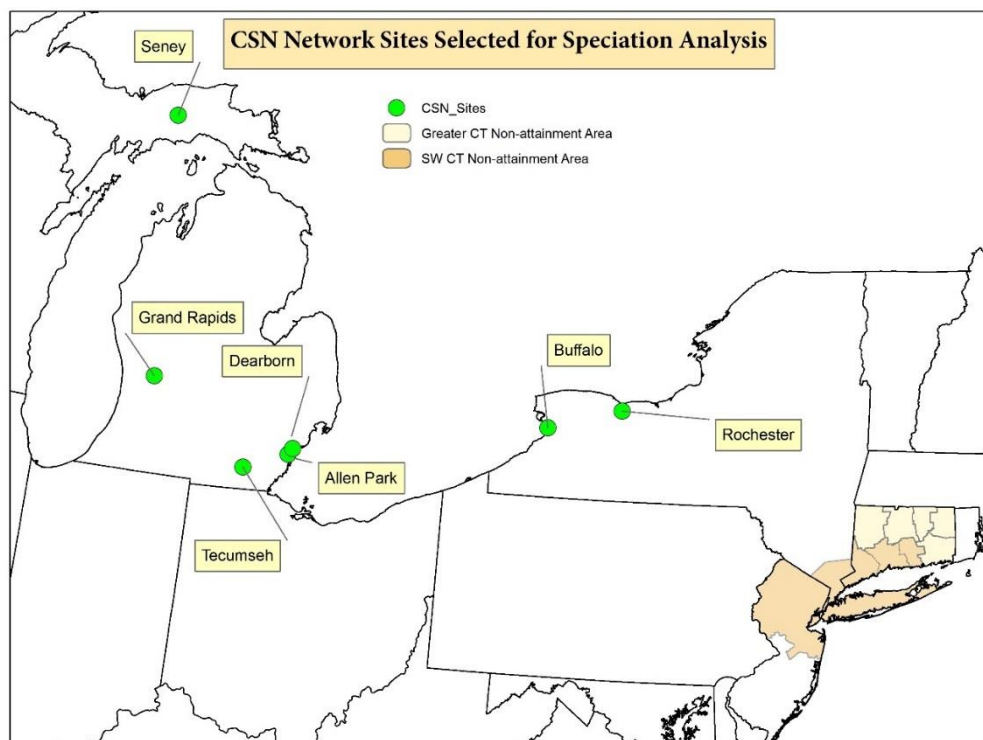 CSN Network Sites Selected for Speciation Analysis
Seney
CSN_Sites
Greater CT Non-attainment Area
SW CT Non-attainment Area
Grand Rapids
Dearborn
Buffalo
Rochester
Allen Park
Tecumseh